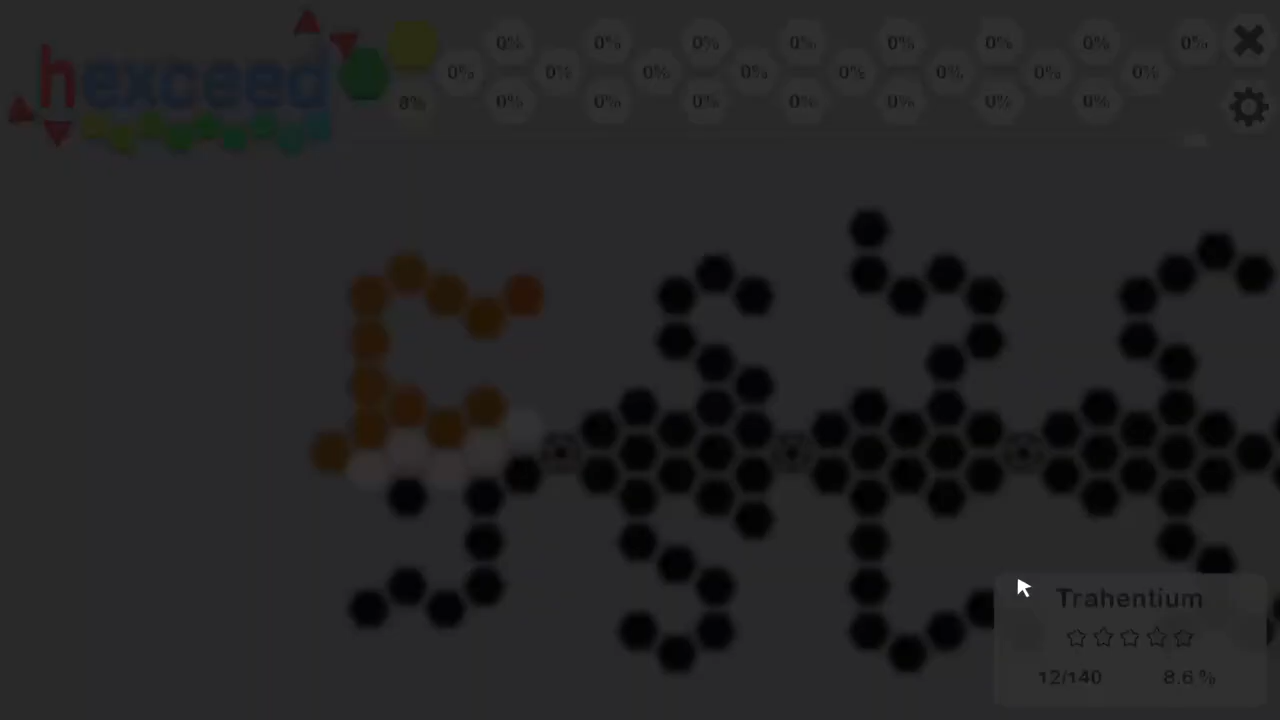 hexceed
0% 0% 0% 0% 0% 0% 0% 0%
0% 0% 0% 0% 0% 0% 0% 0%
8% 0% 0% 0% 0% 0% 0% 0%
Trahentium
12/140 8.6 %